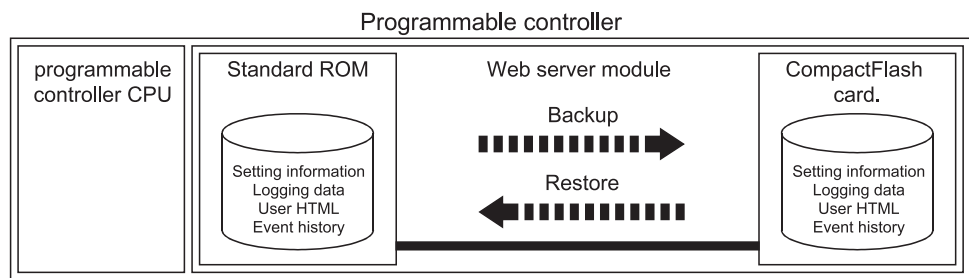 Programmable controller
programmable
controller CPU
Standard ROM
Setting information
Logging data
User HTML
Event history
Web server module
Backup
Restore
CompactFlash
card.
Setting information
Logging data
User HTML
Event history